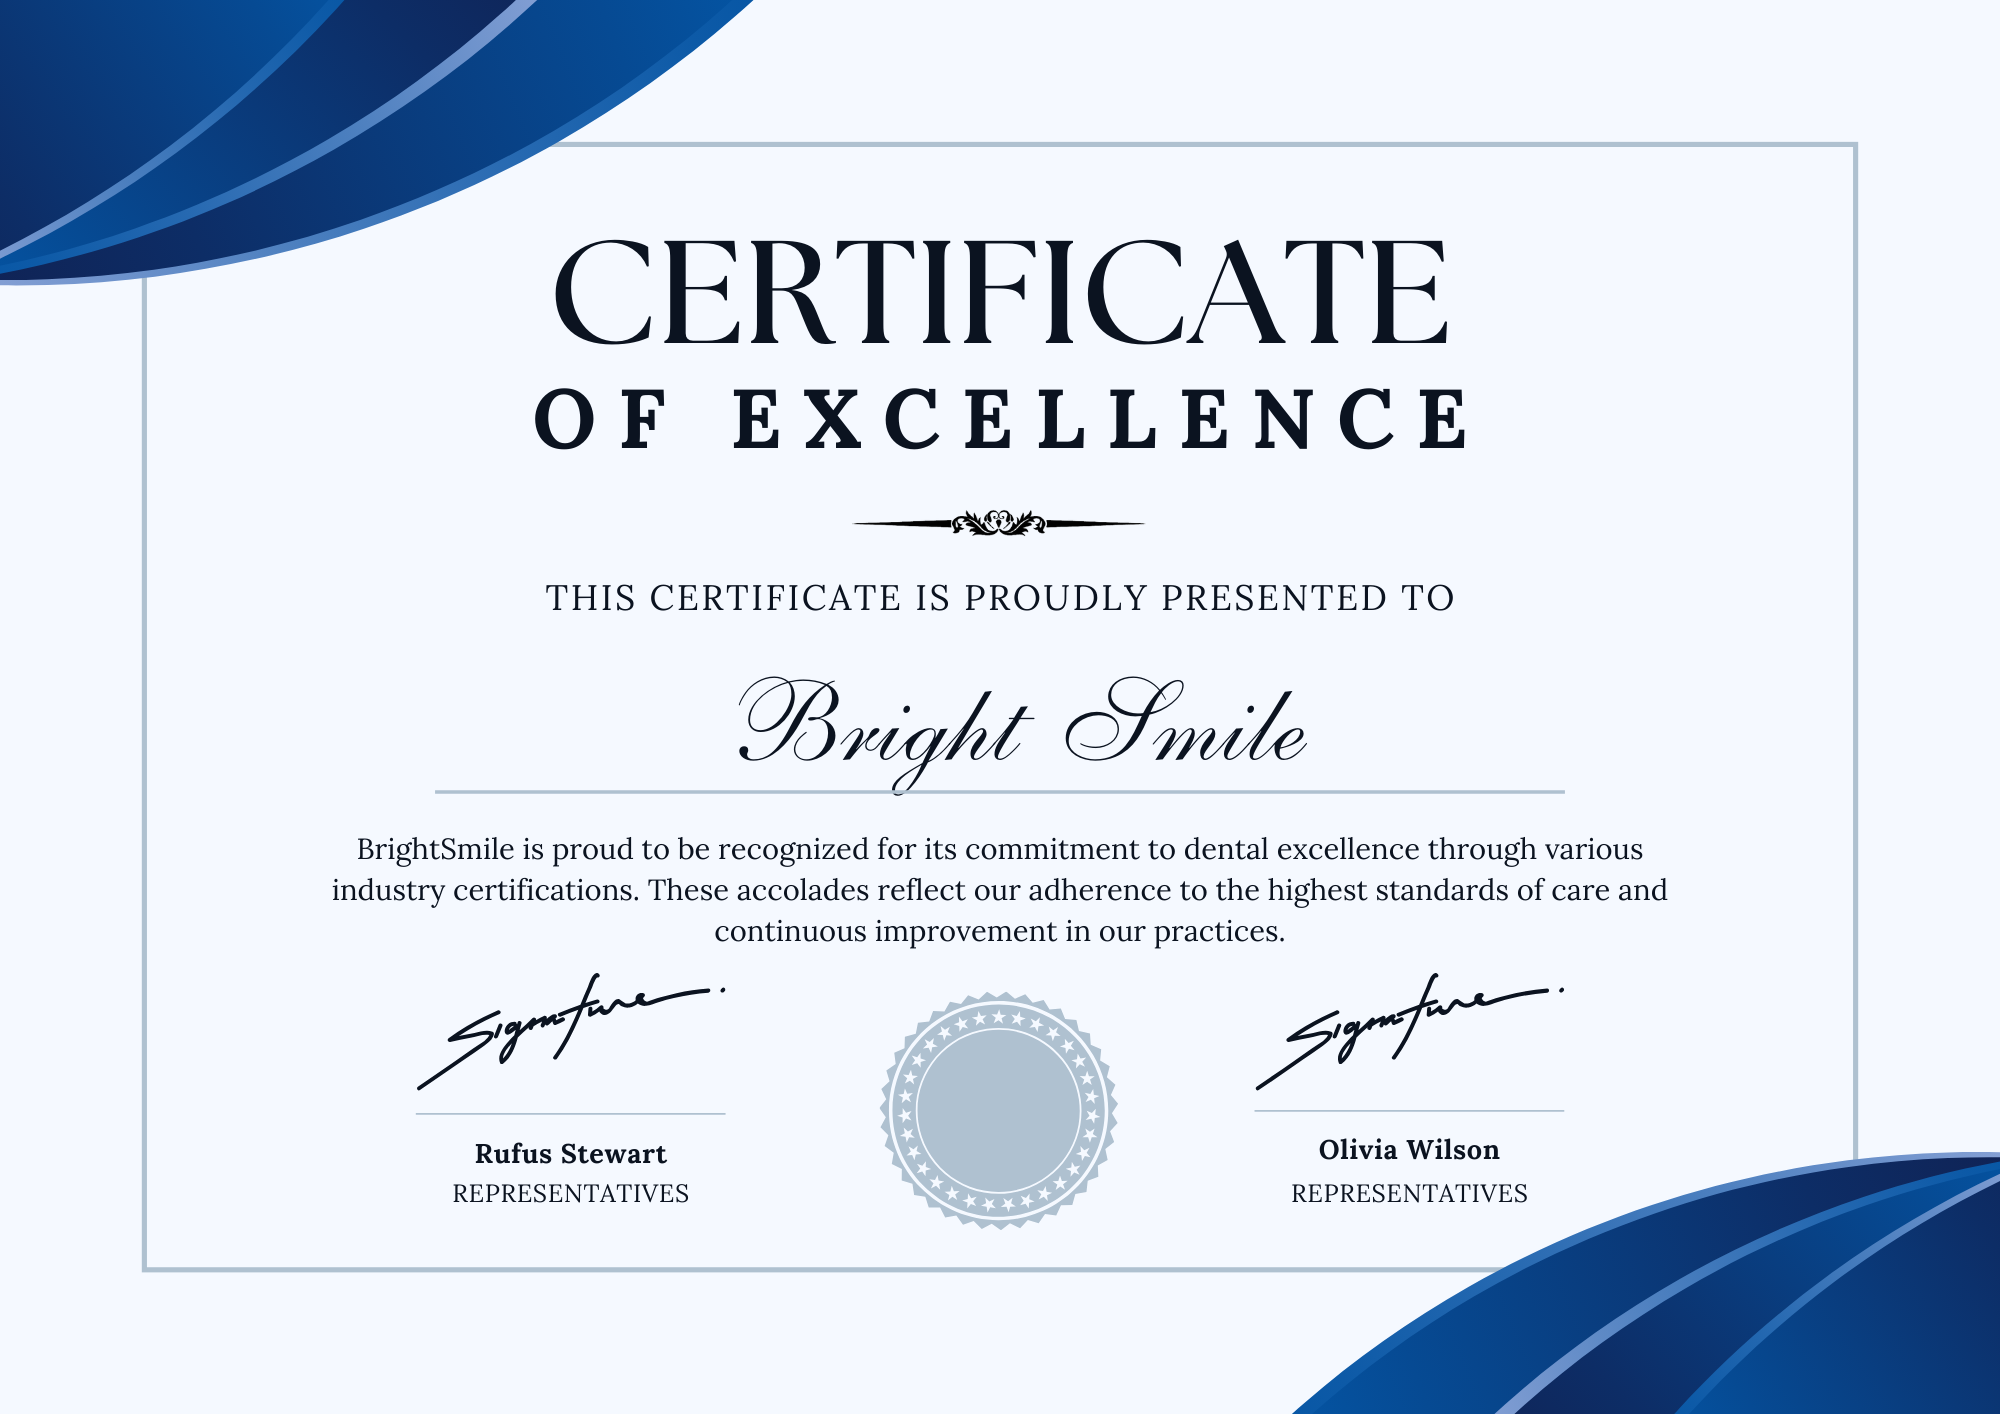 CERTIFICATE
OF EXCELLENCE
THIS CERTIFICATE IS PROUDLY PRESENTED TO
Bright Smile
BrightSmile is proud to be recognized for its commitment to dental excellence through various
industry certifications. These accolades reflect our adherence to the highest standards of care and
continuous improvement in our practices.
Signature
Signature
Rufus Stewart
REPRESENTATIVES
Olivia Wilson
REPRESENTATIVES